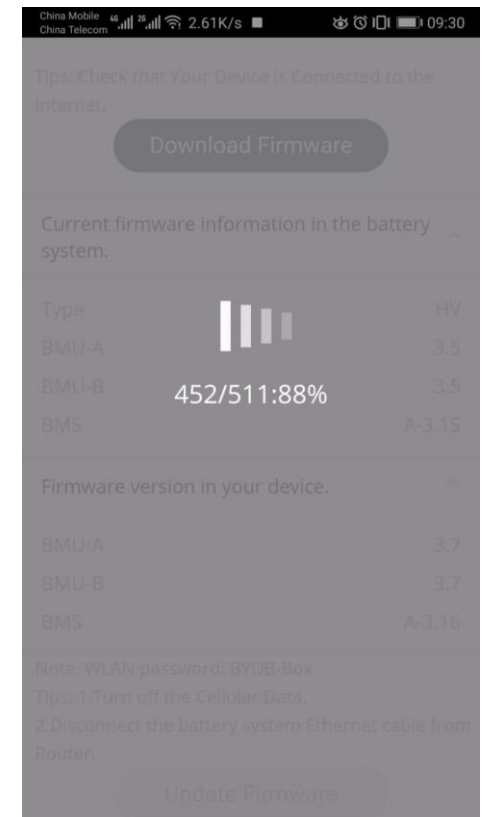 China Mobile 46 26 2.61K/s 09:30
China Telecom
Tips: Check that Your Device is Connected to the
internet.
Download Firmware
Current firmware information in the battery
system.
Type HV
BMU-A 3.5
BMU-B 3.5
BMS A-3.15
452/511:88%
Firmware version in your device.
BMU-A 3.7
BMU-B 3.7
BMS A-3.16
Note: WLAN password: BYDB-Box
Tips: 1.Turn off the Cellular Data.
2.Disconnect the battery system Ethernet cable from
Router.
Update Firmware